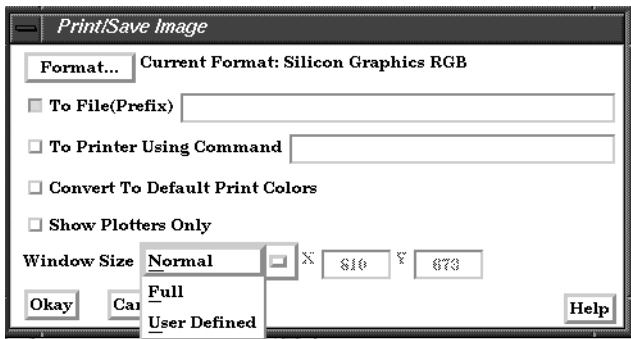 Print/Save Image
Format... Current Format: Silicon Graphics RGB
To File(Prefix)
To Printer Using Command
Convert To Default Print Colors
Show Plotters Only
Window Size Normal X 810 Y 673
Full
User Defined
Okay Help